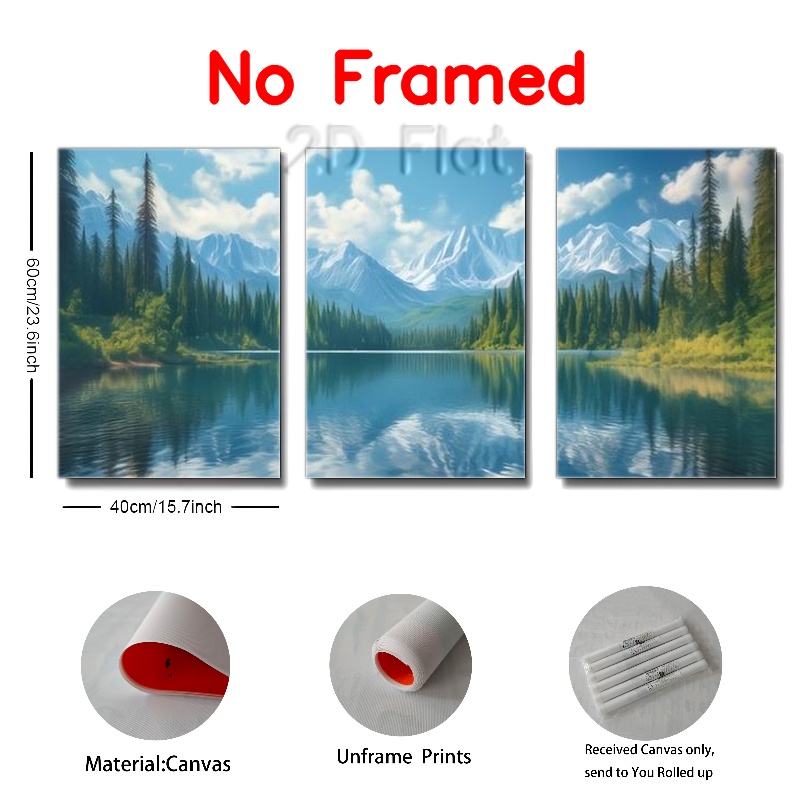 No Framed
2D Flat
60cm/23.6inch
40cm/15.7inch
Material:Canvas
Unframe Prints
Received Canvas only,
send to You Rolled up